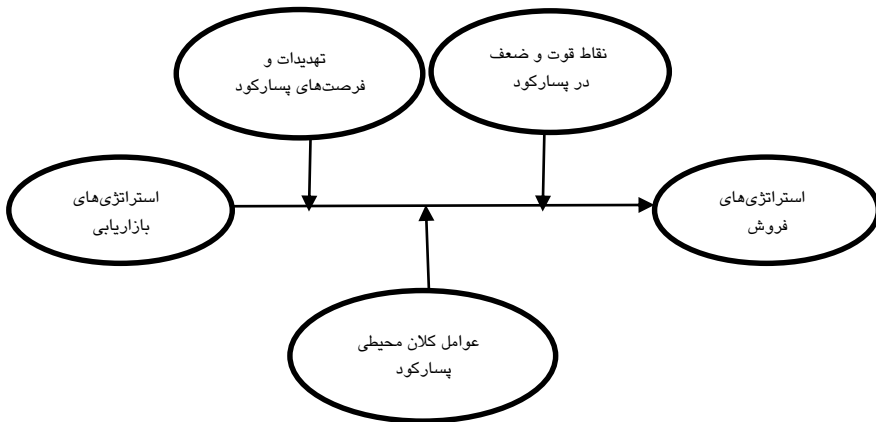 نقاط قوت و ضعف
در پسارکود
تهدیدات و
فرصت‌های پسارکود
استراتژی‌های
فروش
استراتژی‌های
بازاریابی
عوامل کلان محیطی
پسارکود